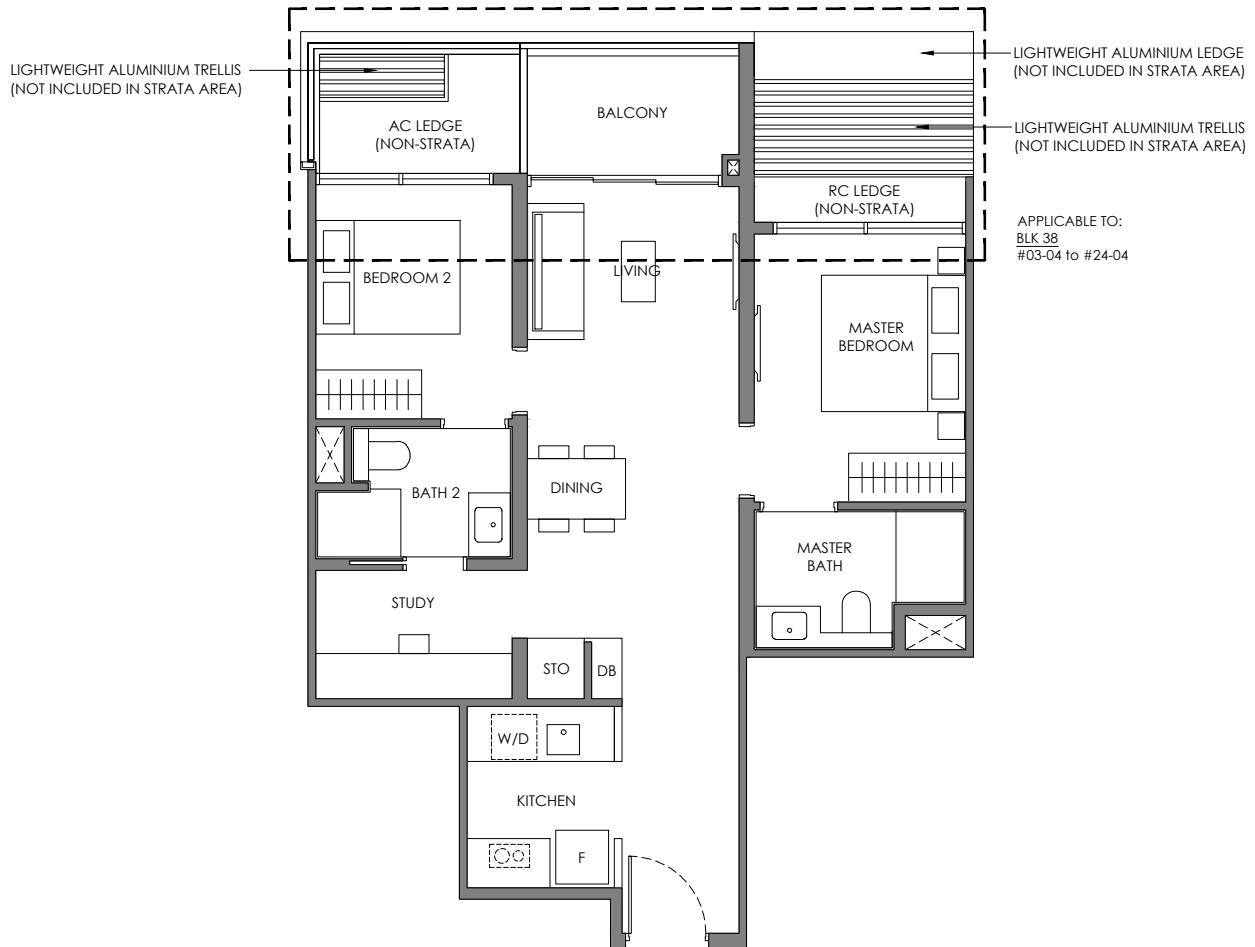 LIGHTWEIGHT ALUMINIUM TRELLIS
(NOT INCLUDED IN STRATA AREA)
LIGHTWEIGHT ALUMINIUM LEDGE
(NOT INCLUDED IN STRATA AREA)
AC LEDGE
(NON-STRATA)
BALCONY
LIGHTWEIGHT ALUMINIUM TRELLIS
(NOT INCLUDED IN STRATA AREA)
RC LEDGE
(NON-STRATA)
APPLICABLE TO:
BLK 38
#03-04 to #24-04
BEDROOM 2
LIVING
MASTER
BEDROOM
BATH 2
DINING
MASTER
BATH
STUDY
STO
DB
W/D
KITCHEN
F